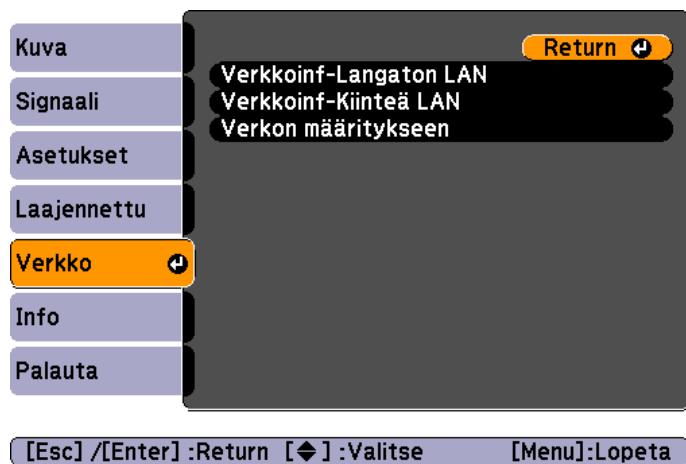 Kuva
Signaali
Asetukset
Laajennettu
Verkko
Info
Palauta
Return
Verkkoinf-Langaton LAN
Verkkoinf-Kiinteä LAN
Verkon määritykseen
[Esc] /[Enter] :Return [◆] :Valitse [Menu]:Lopeta